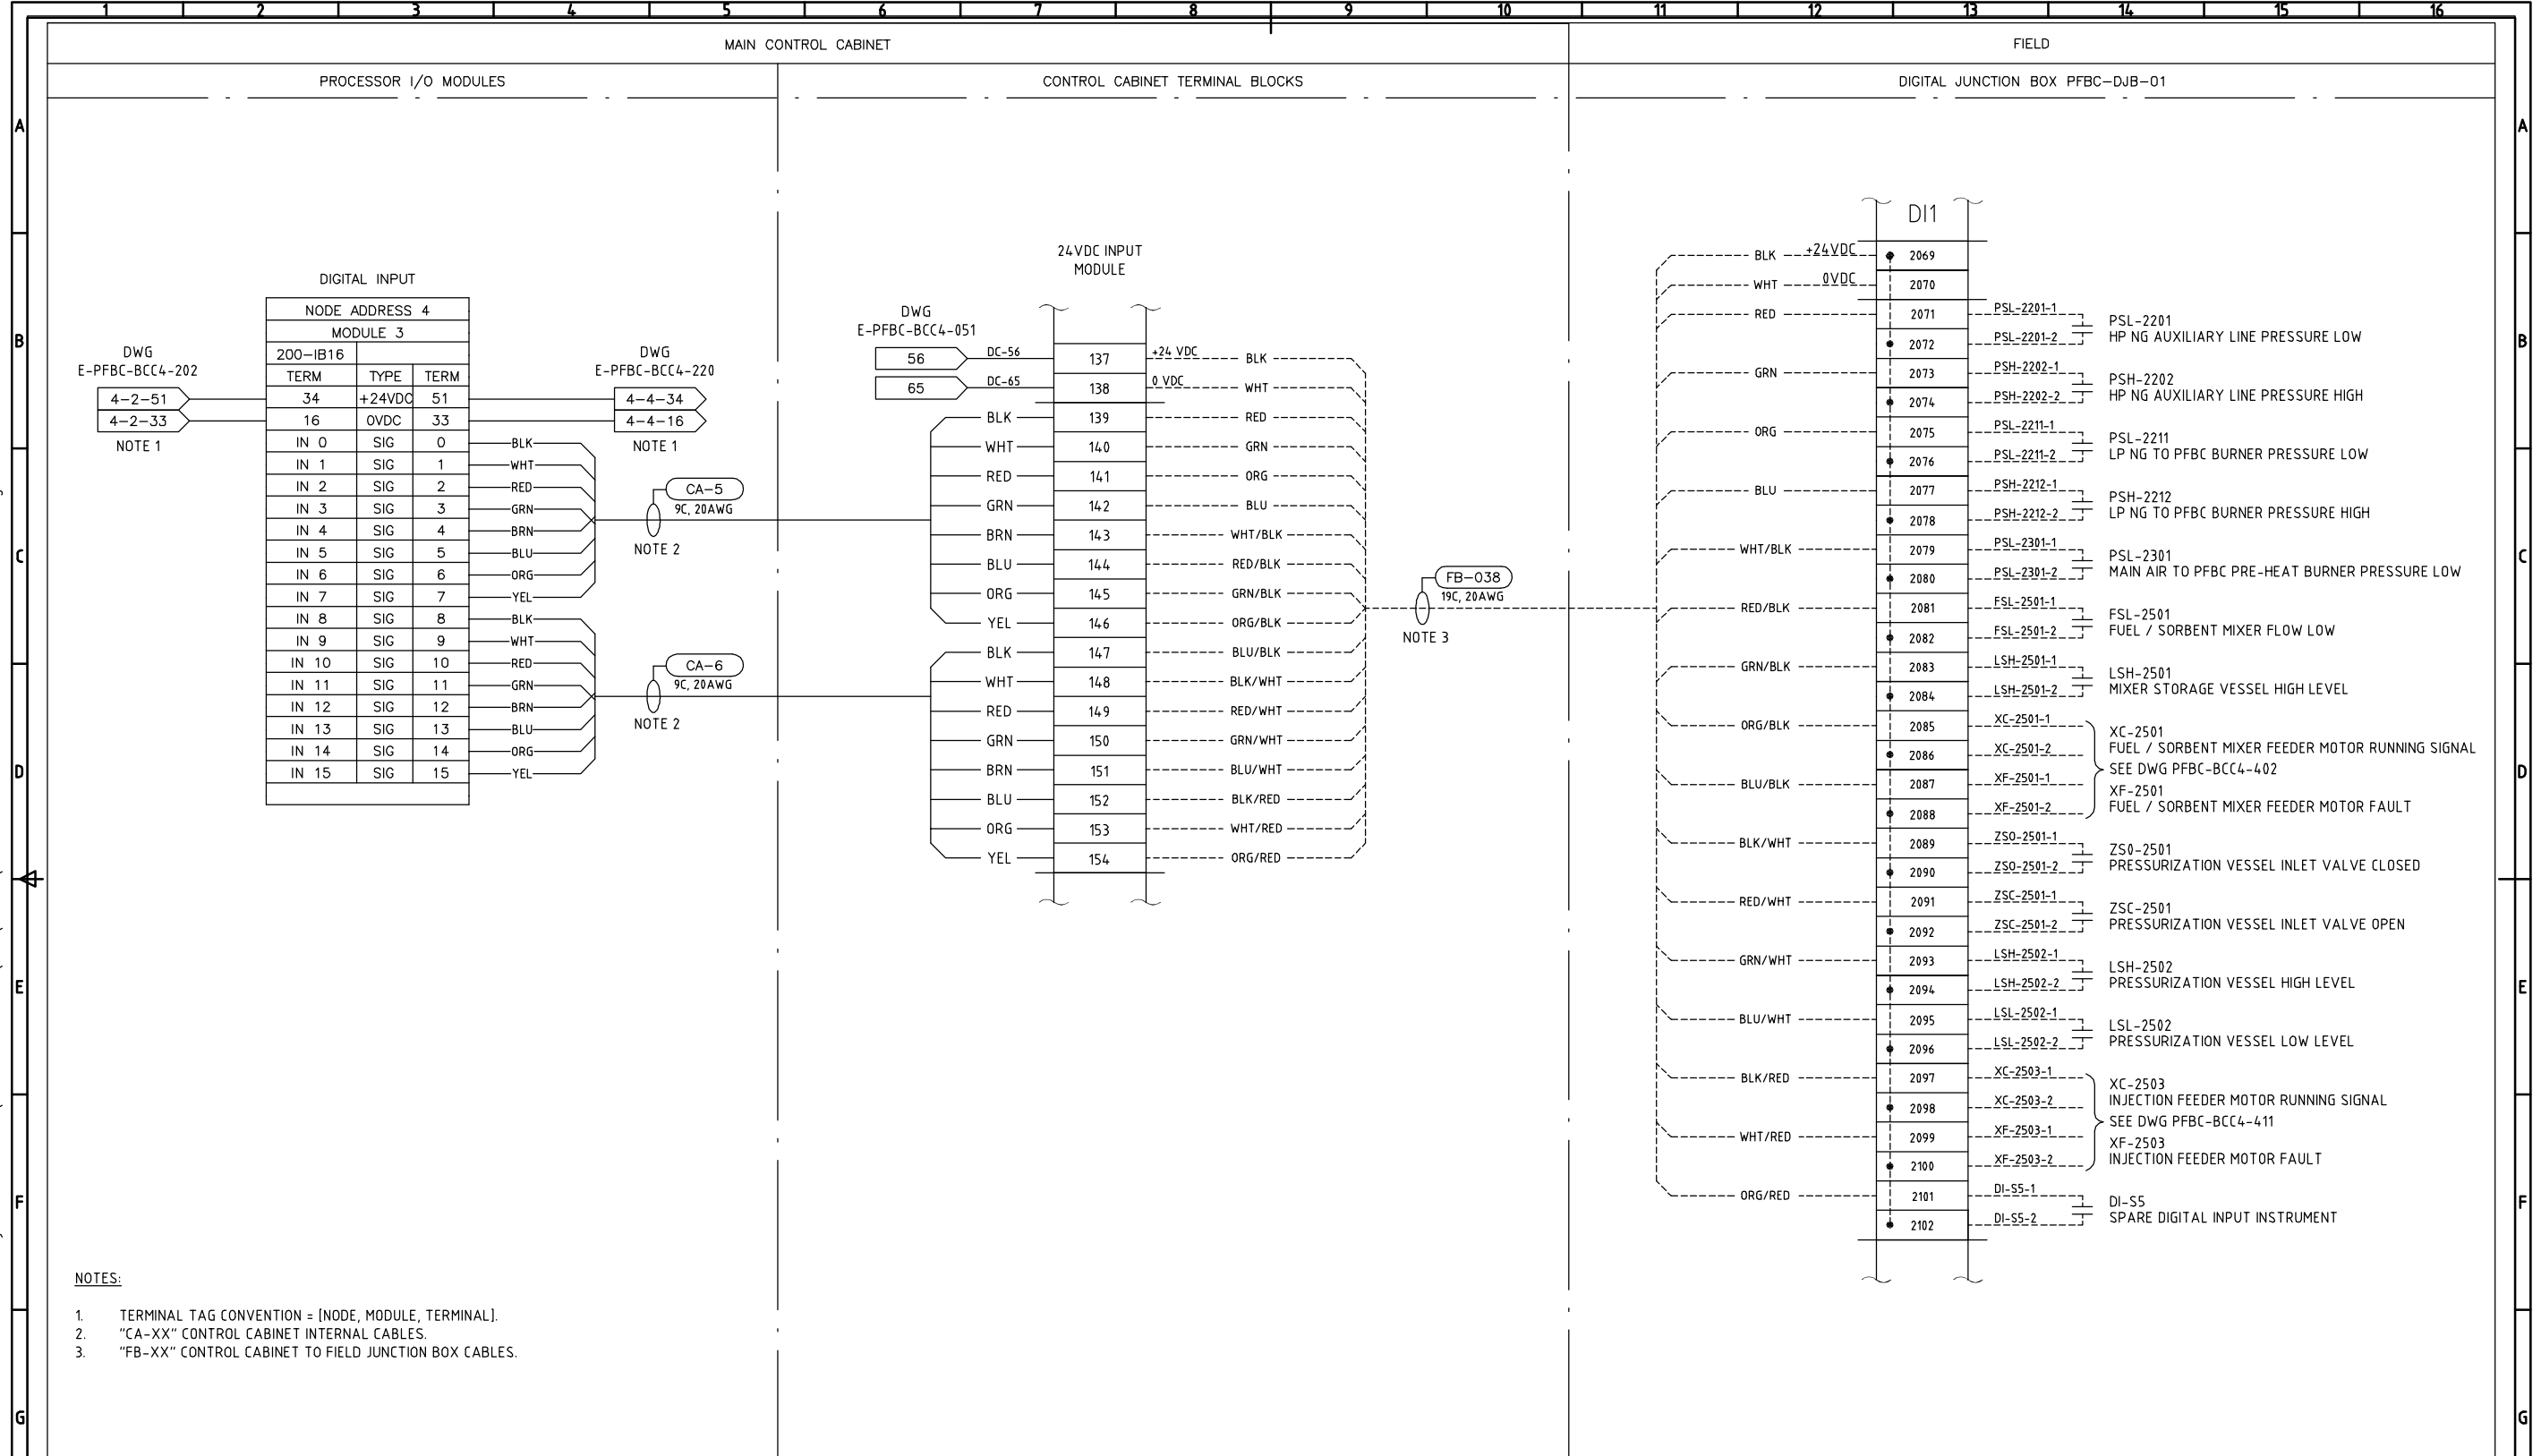 1 2 3 4 5 6 7 8 9 10 11 12 13 14 15 16
MAIN CONTROL CABINET
FIELD
PROCESSOR I/O MODULES
CONTROL CABINET TERMINAL BLOCKS
DIGITAL JUNCTION BOX PFBC-DJB-01
A
B
C
D
E
F
G
A
B
C
D
E
F
G
DIGITAL INPUT
NODE ADDRESS 4
MODULE 3
200-IB16
TERM TYPE TERM
34 +24VDC 51
16 0VDC 33
IN 0 SIG 0 BLK
IN 1 SIG 1 WHT
IN 2 SIG 2 RED
IN 3 SIG 3 GRN
IN 4 SIG 4 BRN
IN 5 SIG 5 BLU
IN 6 SIG 6 ORG
IN 7 SIG 7 YEL
IN 8 SIG 8 BLK
IN 9 SIG 9 WHT
IN 10 SIG 10 RED
IN 11 SIG 11 GRN
IN 12 SIG 12 BRN
IN 13 SIG 13 BLU
IN 14 SIG 14 ORG
IN 15 SIG 15 YEL
DWG
E-PFBC-BCC4-202
4-2-51
4-2-33
NOTE 1
DWG
E-PFBC-BCC4-220
4-4-34
4-4-16
NOTE 1
CA-5
9C, 20AWG
NOTE 2
CA-6
9C, 20AWG
NOTE 2
24VDC INPUT
MODULE
DWG
E-PFBC-BCC4-051
56 DC-56 137 +24 VDC BLK
65 DC-65 138 0 VDC WHT
BLK 139 RED
WHT 140 GRN
RED 141 ORG
GRN 142 BLU
BRN 143 WHT/BLK
BLU 144 RED/BLK
ORG 145 GRN/BLK
YEL 146 ORG/BLK
BLK 147 BLU/BLK
WHT 148 BLK/WHT
RED 149 RED/WHT
GRN 150 GRN/WHT
BRN 151 BLU/WHT
BLU 152 BLK/RED
ORG 153 WHT/RED
YEL 154 ORG/RED
FB-038
19C, 20AWG
NOTE 3
DI1
BLK +24VDC 2069
WHT 0VDC 2070
RED 2071 PSL-2201-1
2072 PSL-2201-2
PSL-2201
HP NG AUXILIARY LINE PRESSURE LOW
GRN 2073 PSH-2202-1
2074 PSH-2202-2
PSH-2202
HP NG AUXILIARY LINE PRESSURE HIGH
ORG 2075 PSL-2211-1
2076 PSL-2211-2
PSL-2211
LP NG TO PFBC BURNER PRESSURE LOW
BLU 2077 PSH-2212-1
2078 PSH-2212-2
PSH-2212
LP NG TO PFBC BURNER PRESSURE HIGH
WHT/BLK 2079 PSL-2301-1
2080 PSL-2301-2
PSL-2301
MAIN AIR TO PFBC PRE-HEAT BURNER PRESSURE LOW
RED/BLK 2081 FSL-2501-1
2082 FSL-2501-2
FSL-2501
FUEL / SORBENT MIXER FLOW LOW
GRN/BLK 2083 LSH-2501-1
2084 LSH-2501-2
LSH-2501
MIXER STORAGE VESSEL HIGH LEVEL
ORG/BLK 2085 XC-2501-1
2086 XC-2501-2
BLU/BLK 2087 XF-2501-1
2088 XF-2501-2
XC-2501
FUEL / SORBENT MIXER FEEDER MOTOR RUNNING SIGNAL
SEE DWG PFBC-BCC4-402
XF-2501
FUEL / SORBENT MIXER FEEDER MOTOR FAULT
BLK/WHT 2089 ZSO-2501-1
2090 ZSO-2501-2
ZSO-2501
PRESSURIZATION VESSEL INLET VALVE CLOSED
RED/WHT 2091 ZSC-2501-1
2092 ZSC-2501-2
ZSC-2501
PRESSURIZATION VESSEL INLET VALVE OPEN
GRN/WHT 2093 LSH-2502-1
2094 LSH-2502-2
LSH-2502
PRESSURIZATION VESSEL HIGH LEVEL
BLU/WHT 2095 LSL-2502-1
2096 LSL-2502-2
LSL-2502
PRESSURIZATION VESSEL LOW LEVEL
BLK/RED 2097 XC-2503-1
2098 XC-2503-2
WHT/RED 2099 XF-2503-1
2100 XF-2503-2
XC-2503
INJECTION FEEDER MOTOR RUNNING SIGNAL
SEE DWG PFBC-BCC4-411
XF-2503
INJECTION FEEDER MOTOR FAULT
ORG/RED 2101 DI-S5-1
2102 DI-S5-2
DI-S5
SPARE DIGITAL INPUT INSTRUMENT
NOTES:
1. TERMINAL TAG CONVENTION = [NODE, MODULE, TERMINAL].
2. "CA-XX" CONTROL CABINET INTERNAL CABLES.
3. "FB-XX" CONTROL CABINET TO FIELD JUNCTION BOX CABLES.